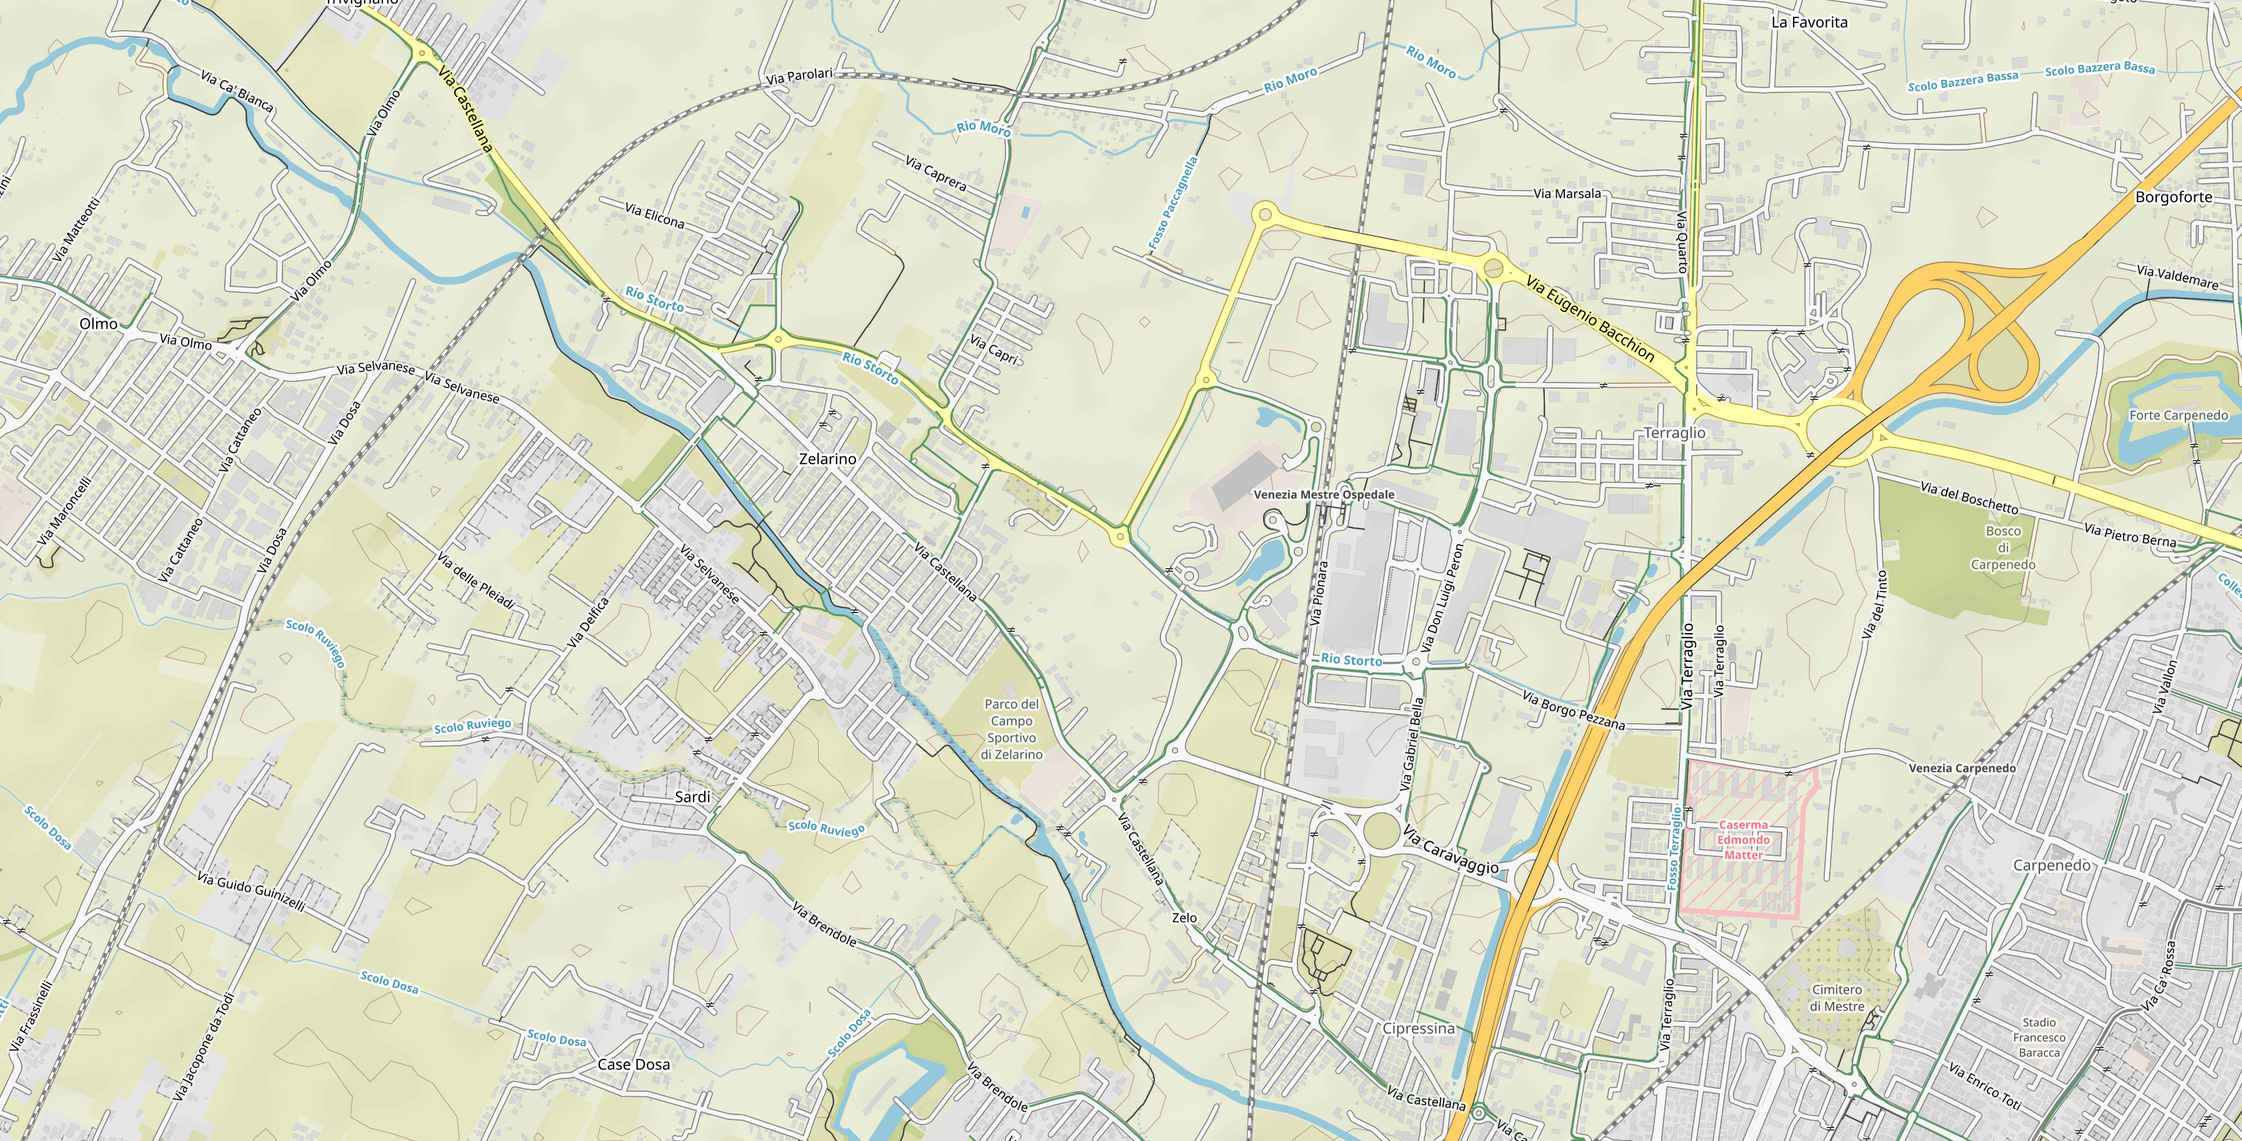 Trivignano
La Favorita
Via Parolari
Via Ca' Bianca
Via Castellana
Via Olmo
Rio Moro
Rio Moro
Rio Moro
Scolo Bazzera Bassa
Scolo Bazzera Bassa
Via Caprera
Fosso Paccagnella
Via Marsala
Borgoforte
Via Matteotti
Via Elicona
Via Quarto
Via Olmo
Rio Storto
Via Eugenio Bacchion
Via Valdemare
Olmo
Via Olmo
Via Selvanese
Via Selvanese
Rio Storto
Via Capri
Via Dosa
Via Cattaneo
Zelarino
Terraglio
Forte Carpenedo
Via Maroncelli
Via Cattaneo
Via Dosa
Venezia Mestre Ospedale
Via del Boschetto
Bosco
di
Carpenedo
Via Pietro Berna
Via delle Pleiadi
Via Selvanese
Via Castellana
Via Delfica
Via Pionara
Via Don Luigi Peron
Via del Tinto
Scolo Ruviego
Scolo Ruviego
Rio Storto
Via Terraglio
Via Terraglio
Via Vallon
Parco del
Campo
Sportivo
di Zelarino
Via Borgo Pezzana
Via Gabriel Bella
Venezia Carpenedo
Sardi
Scolo Ruviego
Scolo Dosa
Via Castellana
Via Caravaggio
Fosso Terraglio
Caserma
Edmondo
Matter
Carpenedo
Via Guido Guinizelli
Via Brendole
Zelo
Scolo Dosa
Scolo Dosa
Scolo Dosa
Via Frassinelli
Via Jacopone da Todi
Case Dosa
Via Brendole
Cipressina
Via Castellana
Via Terraglio
Cimitero
di Mestre
Via Ca' Rossa
Stadio
Francesco
Baracca
Via Enrico Toti